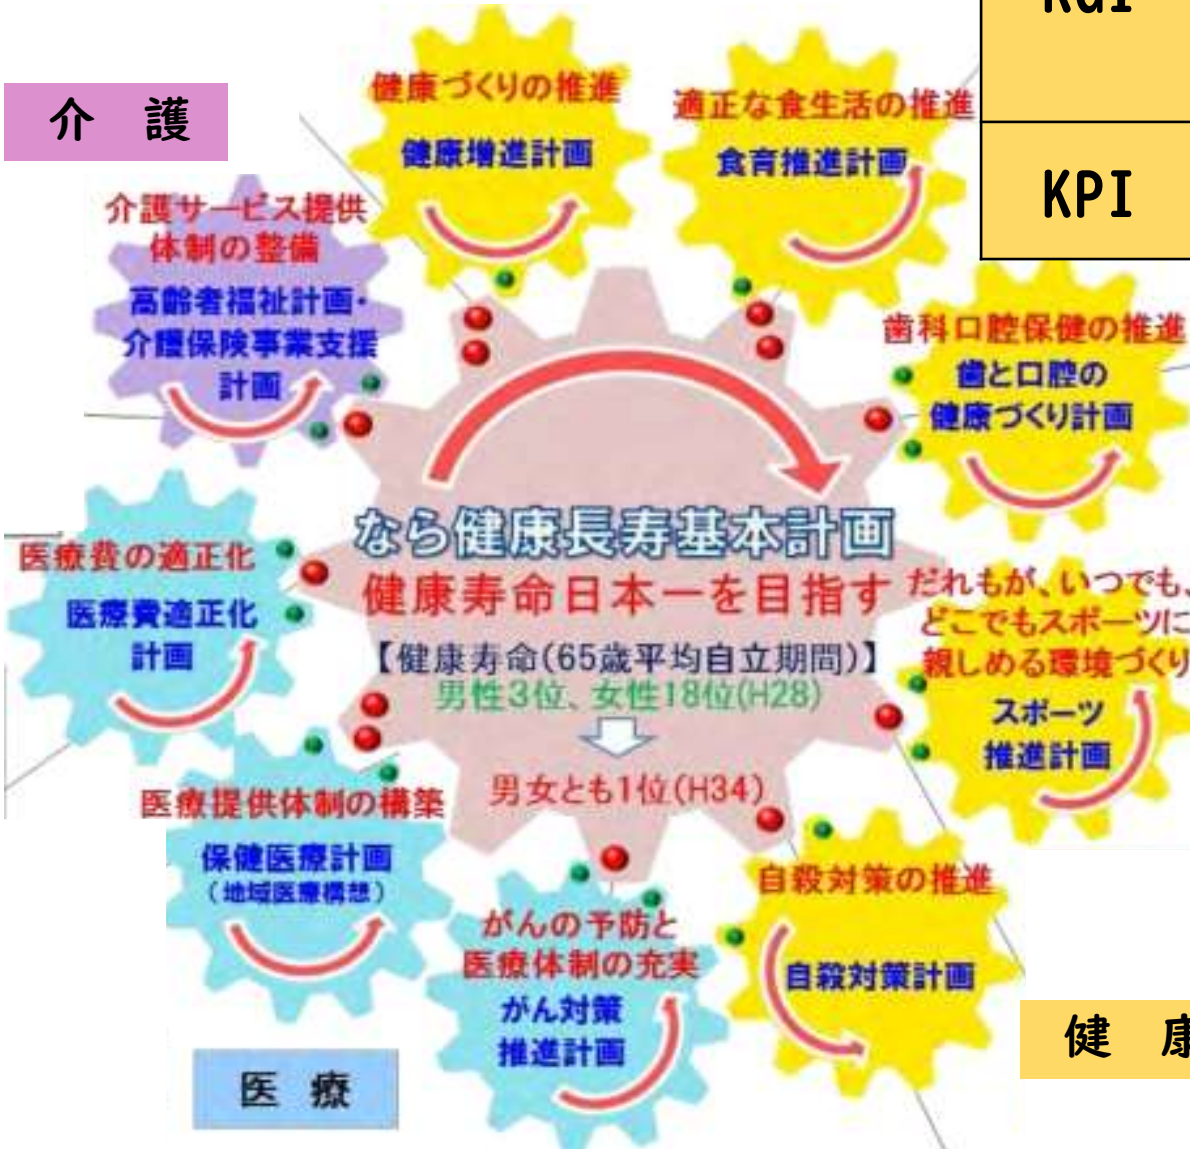 KGI
KPI
介 護
健康づくりの推進
健康増進計画
適正な食生活の推進
食育推進計画
介護サービス提供
体制の整備
高齢者福祉計画・
介護保険事業支援
計画
歯科口腔保健の推進
歯と口腔の
健康づくり計画
医療費の適正化
医療費適正化
計画
なら健康長寿基本計画
健康寿命日本一を目指す
【健康寿命(65歳平均自立期間)】
男性3位、女性18位(H28)
男女とも1位(H34)
だれもが、いつでも、
どこでもスポーツに
親しめる環境づくり
スポーツ
推進計画
医療提供体制の構築
保健医療計画
(地域医療構想)
がんの予防と
医療体制の充実
がん対策
推進計画
自殺対策の推進
自殺対策計画
医 療
健 康